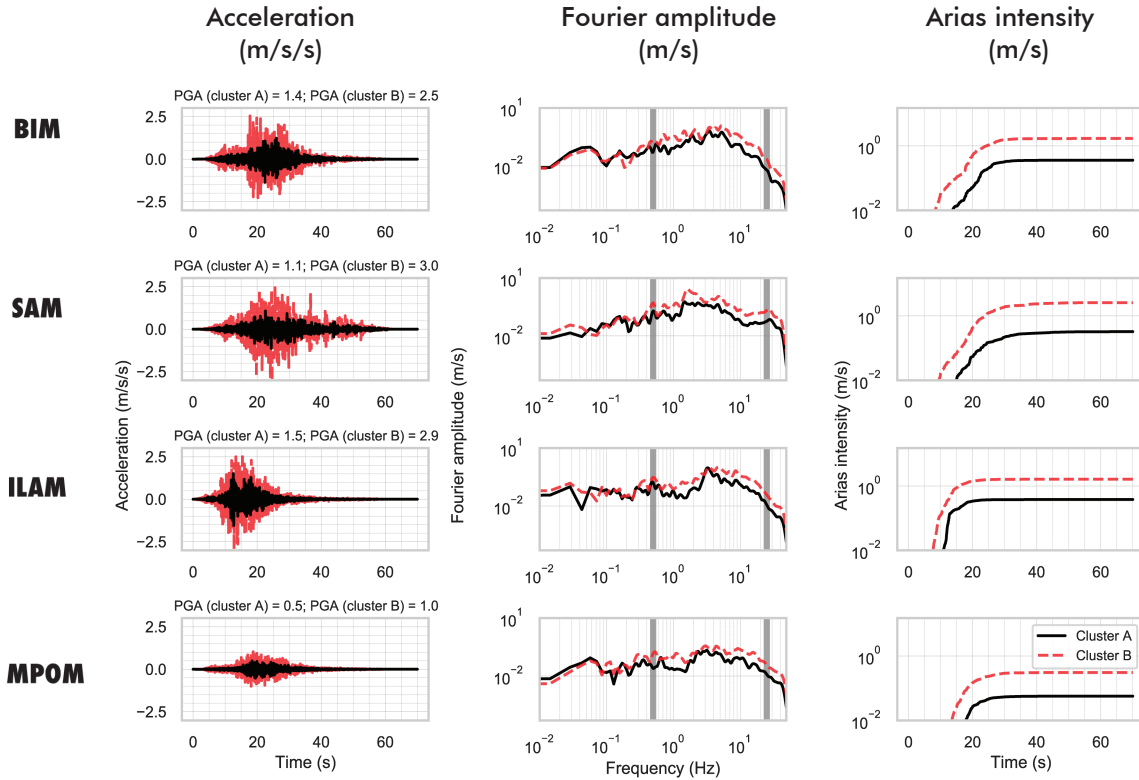 Acceleration
(m/s/s)
Fourier amplitude
(m/s)
Arias intensity
(m/s)
BIM
PGA (cluster A) = 1.4; PGA (cluster B) = 2.5
2.5
0.0
−2.5
0 20 40 60
10^1
10^−2
10^−2 10^−1 10^0 10^1
10^0
10^−2
0 20 40 60
SAM
PGA (cluster A) = 1.1; PGA (cluster B) = 3.0
2.5
0.0
−2.5
0 20 40 60
10^1
10^−2
10^−2 10^−1 10^0 10^1
10^0
10^−2
0 20 40 60
Acceleration (m/s/s)
Fourier amplitude (m/s)
Arias intensity (m/s)
ILAM
PGA (cluster A) = 1.5; PGA (cluster B) = 2.9
2.5
0.0
−2.5
0 20 40 60
10^1
10^−2
10^−2 10^−1 10^0 10^1
10^0
10^−2
0 20 40 60
MPOM
PGA (cluster A) = 0.5; PGA (cluster B) = 1.0
2.5
0.0
−2.5
0 20 40 60
Time (s)
10^1
10^−2
10^−2 10^−1 10^0 10^1
Frequency (Hz)
Cluster A
Cluster B
10^0
10^−2
0 20 40 60
Time (s)